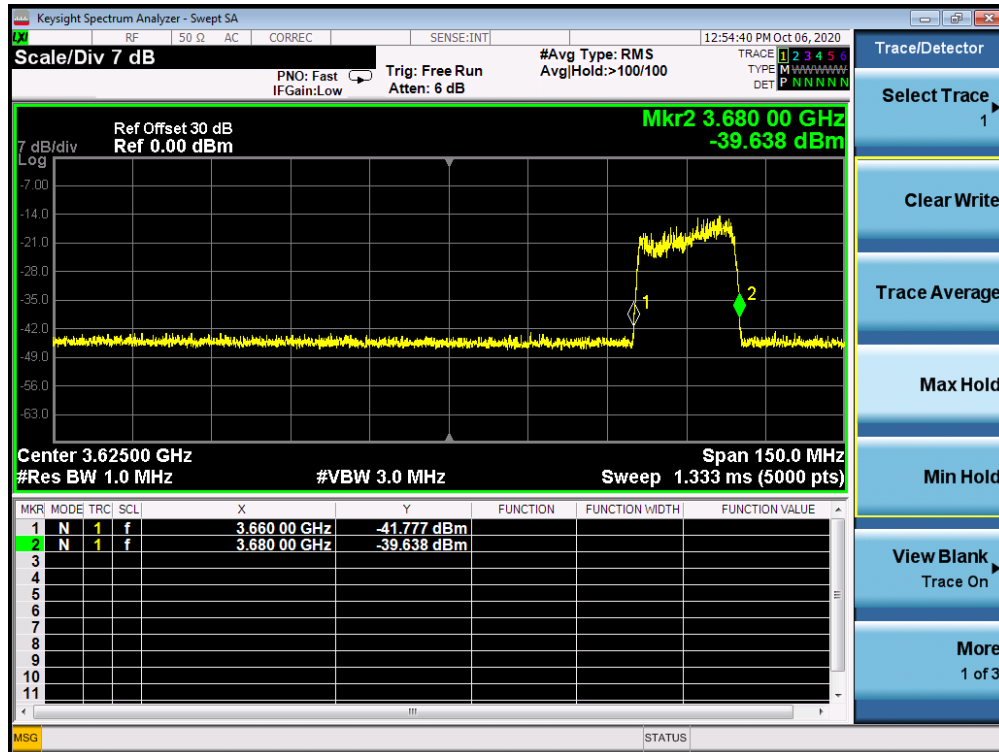 Keysight Spectrum Analyzer - Swept SA
LXI RF 50 Ω AC CORREC SENSE:INT 12:54:40 PM Oct 06, 2020
Scale/Div 7 dB
PNO: Fast
IFGain:Low
Trig: Free Run
Atten: 6 dB
#Avg Type: RMS
Avg|Hold:>100/100
TRACE 1 2 3 4 5 6
TYPE M W W W W W
DET P N N N N N
Mkr2 3.680 00 GHz
-39.638 dBm
Ref Offset 30 dB
7 dB/div Ref 0.00 dBm
Log
-7.00
-14.0
-21.0
-28.0
-35.0
-42.0
-49.0
-56.0
-63.0
1
2
Center 3.62500 GHz Span 150.0 MHz
#Res BW 1.0 MHz #VBW 3.0 MHz Sweep 1.333 ms (5000 pts)
MKR MODE TRC SCL X Y FUNCTION FUNCTION WIDTH FUNCTION VALUE
1 N 1 f 3.660 00 GHz -41.777 dBm
2 N 1 f 3.680 00 GHz -39.638 dBm
3
4
5
6
7
8
9
10
11
MSG STATUS
Trace/Detector
Select Trace
1
Clear Write
Trace Average
Max Hold
Min Hold
View Blank
Trace On
More
1 of 3